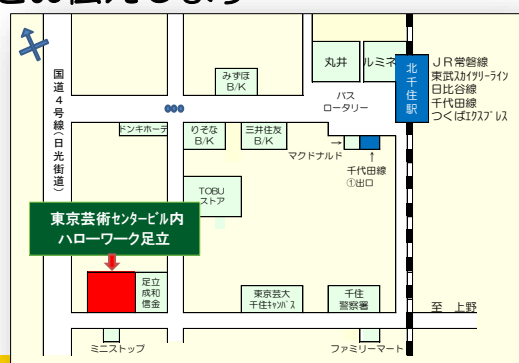 国道４号線（日光街道）
みずほ
B/K
丸井
ルミネ
北千住駅
ＪＲ常磐線
東武スカイツリーライン
日比谷線
千代田線
つくばエクスプレス
バス
ロータリー
ドンキホーテ
りそな
B/K
三井住友
B/K
マクドナルド
→
↑
千代田線
①出口
TOBU
ストア
東京芸術センタービル内
ハローワーク足立
足立
成和
信金
東京芸大
千住キャンパス
千住
警察署
至　上野
ミニストップ
ファミリーマート